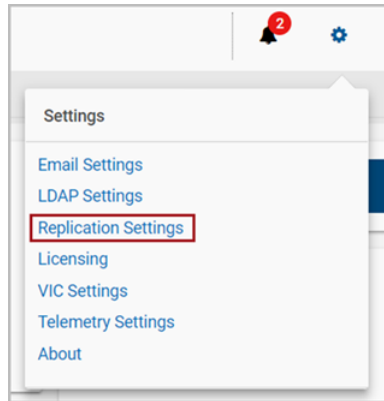 2
Settings
Email Settings
LDAP Settings
Replication Settings
Licensing
VIC Settings
Telemetry Settings
About